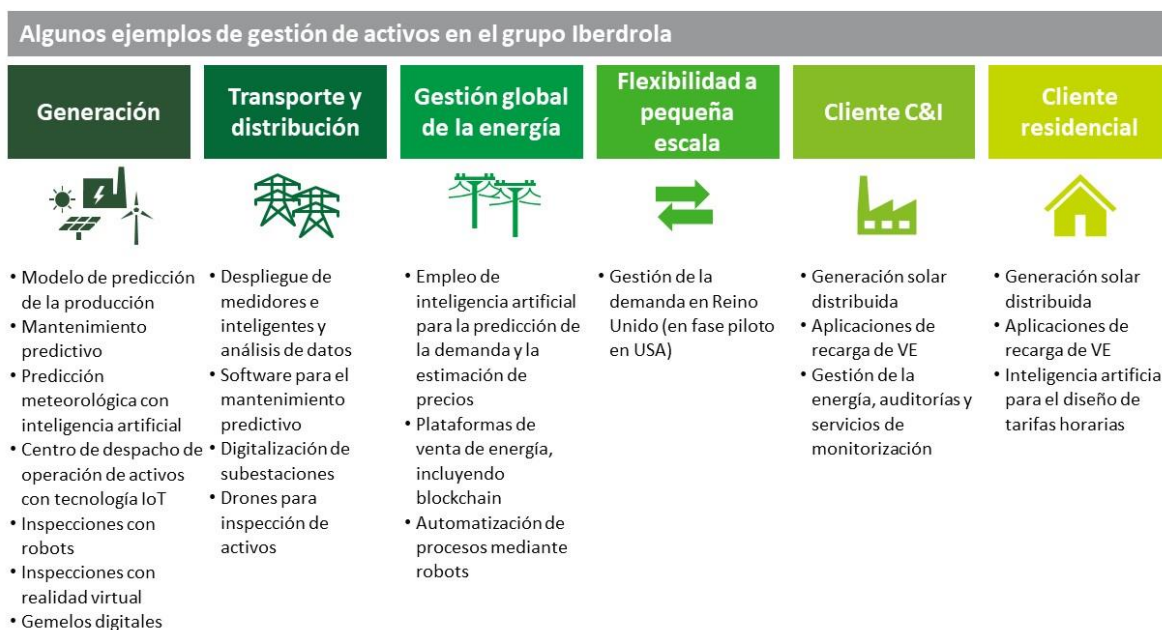 Algunos ejemplos de gestión de activos en el grupo Iberdrola
Generación
• Modelo de predicción
de la producción
• Mantenimiento
predictivo
• Predicción
meteorológica con
inteligencia artificial
• Centro de despacho de
operación de activos
con tecnología IoT
• Inspecciones con
robots
• Inspecciones con
realidad virtual
• Gemelos digitales
Transporte y
distribución
• Despliegue de
medidores e
inteligentes y
análisis de datos
• Software para el
mantenimiento
predictivo
• Digitalización de
subestaciones
• Drones para
inspección de
activos
Gestión global
de la energía
• Empleo de
inteligencia artificial
para la predicción de
la demanda y la
estimación de
precios
• Plataformas de
venta de energía,
incluyendo
blockchain
• Automatización de
procesos mediante
robots
Flexibilidad a
pequeña
escala
• Gestión de la
demanda en Reino
Unido (en fase piloto
en USA)
Cliente C&I
• Generación solar
distribuida
• Aplicaciones de
recarga de VE
• Gestión de la
energía, auditorías y
servicios de
monitorización
Cliente
residencial
• Generación solar
distribuida
• Aplicaciones de
recarga de VE
• Inteligencia artificia
para el diseño de
tarifas horarias